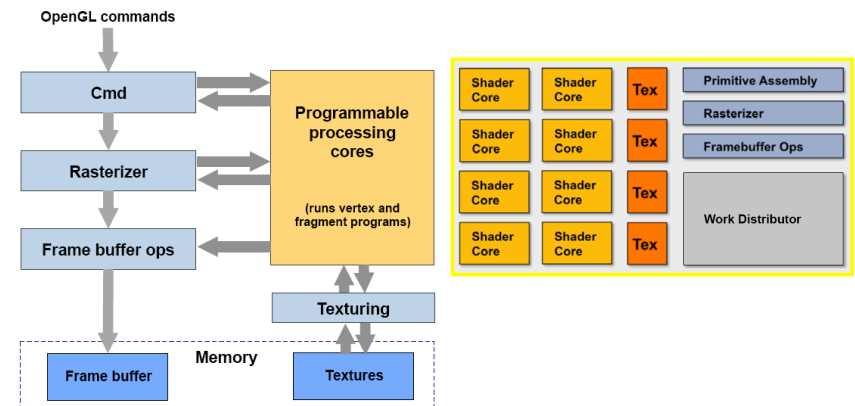 OpenGL commands
Cmd
Programmable
processing
cores
(runs vertex and
fragment programs)
Rasterizer
Frame buffer ops
Texturing
Memory
Frame buffer
Textures
Shader
Core
Shader
Core
Tex
Primitive Assembly
Rasterizer
Framebuffer Ops
Shader
Core
Shader
Core
Tex
Shader
Core
Shader
Core
Tex
Work Distributor
Shader
Core
Shader
Core
Tex